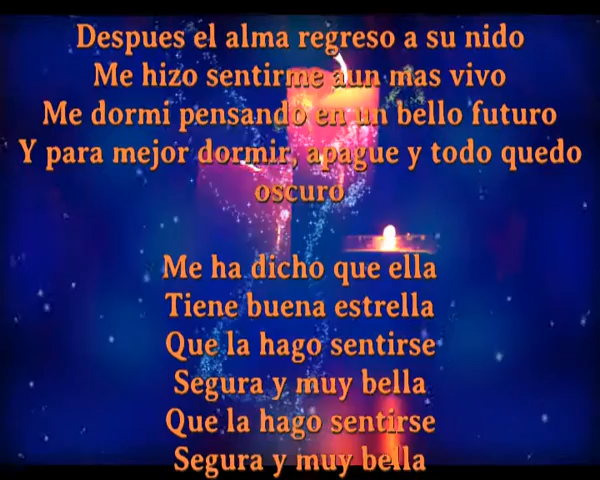 Despues el alma regreso a su nido
Me hizo sentirme aun mas vivo
Me dormi pensando en un bello futuro
Y para mejor dormir, apague y todo quedo
oscuro
Me ha dicho que ella
Tiene buena estrella
Que la hago sentirse
Segura y muy bella
Que la hago sentirse
Segura y muy bella